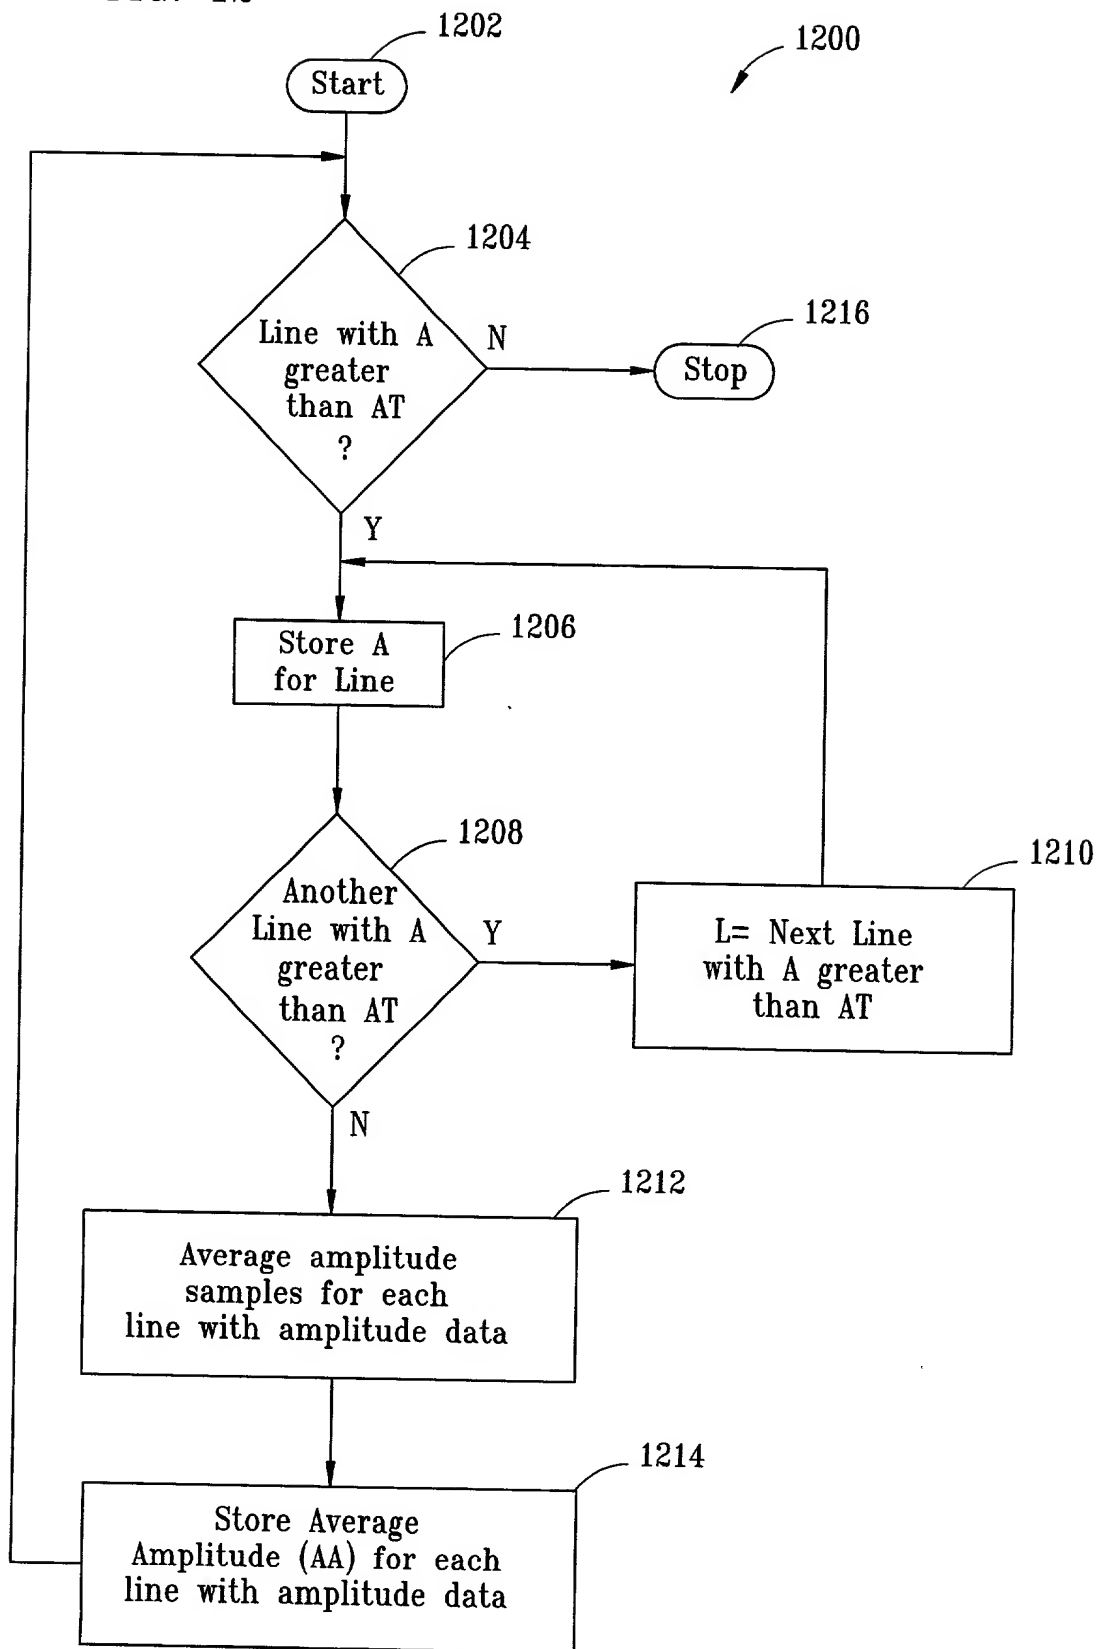 1202
1200
Start
1204
Line with A
greater
than AT
?
N
1216
Stop
Y
Store A
for Line
1206
1208
Another
Line with A
greater
than AT
?
Y
1210
L= Next Line
with A greater
than AT
N
1212
Average amplitude
samples for each
line with amplitude data
1214
Store Average
Amplitude (AA) for each
line with amplitude data